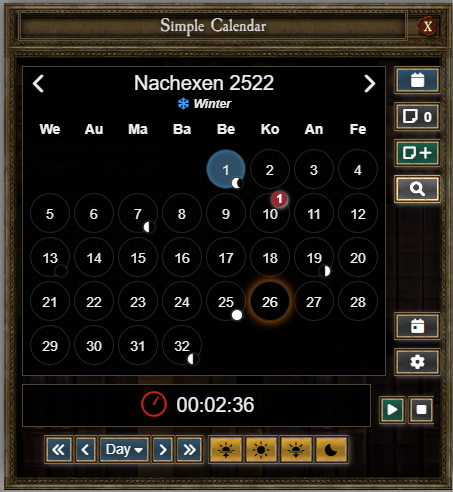 Simple Calendar
X
Nachexen 2522
Winter
We Au Ma Ba Be Ko An Fe
1 2 3 4
1
5 6 7 8 9 10 11 12
13 14 15 16 17 18 19 20
21 22 23 24 25 26 27 28
29 30 31 32
00:02:36
Day
0